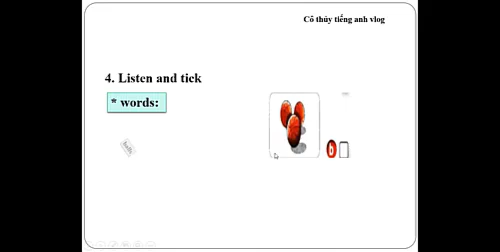 Cô thủy tiếng anh vlog
4. Listen and tick
* words:
b